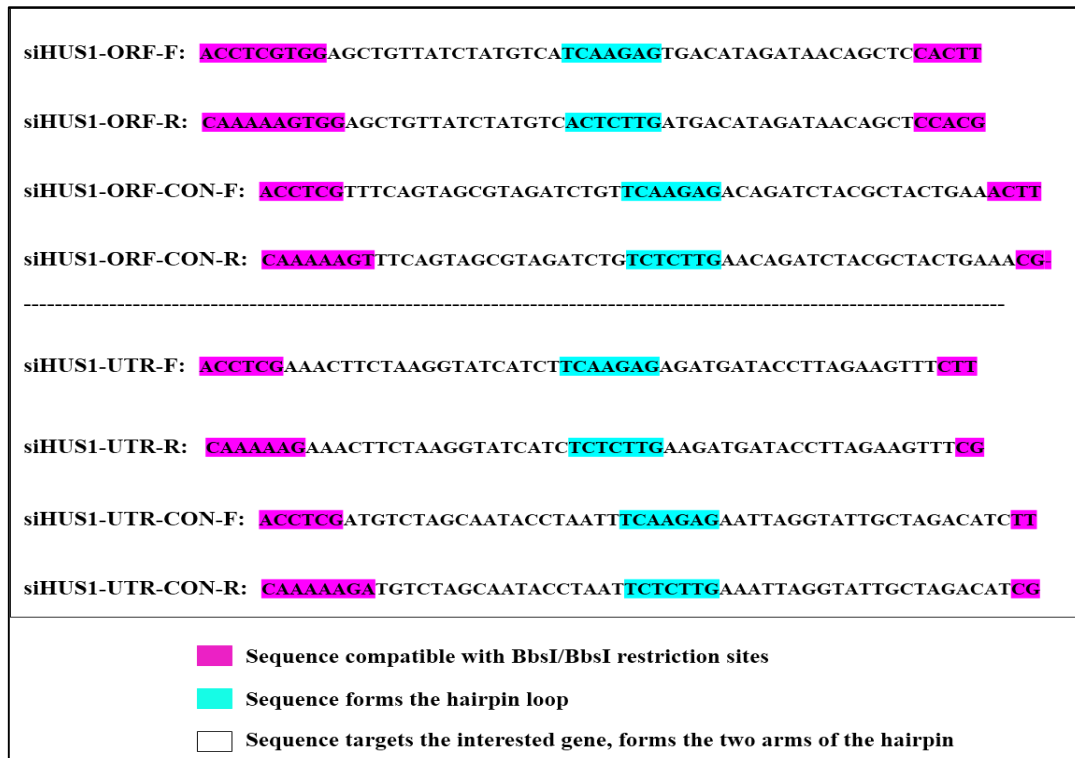 siHUS1-ORF-F: ACCTCGTGGAGCTGTTATCTATGTCATCAAGAGTGACATAGATAACAGCTCCACTT
siHUS1-ORF-R: CAAAAAGTGGAGCTGTTATCTATGTCACTCTTGATGACATAGATAACAGCTCCACG
siHUS1-ORF-CON-F: ACCTCGTTTCAGTAGCGTAGATCTGTTCAAGAGACAGATCTACGCTACTGAAACTT
siHUS1-ORF-CON-R: CAAAAAGTTTCAGTAGCGTAGATCTGTCTCTTGAACAGATCTACGCTACTGAAACG-
siHUS1-UTR-F: ACCTCGAAACTTCTAAGGTATCATCTTCAAGAGAGATGATACCTTAGAAGTTTCTT
siHUS1-UTR-R: CAAAAAGAAACTTCTAAGGTATCATCTCTCTTGAAGATGATACCTTAGAAGTTTCG
siHUS1-UTR-CON-F: ACCTCGATGTCTAGCAATACCTAATTTCAAGAGAATTAGGTATTGCTAGACATCTT
siHUS1-UTR-CON-R: CAAAAAGATGTCTAGCAATACCTAATTCTCTTGAAATTAGGTATTGCTAGACATCG
Sequence compatible with BbsI/BbsI restriction sites
Sequence forms the hairpin loop
Sequence targets the interested gene, forms the two arms of the hairpin